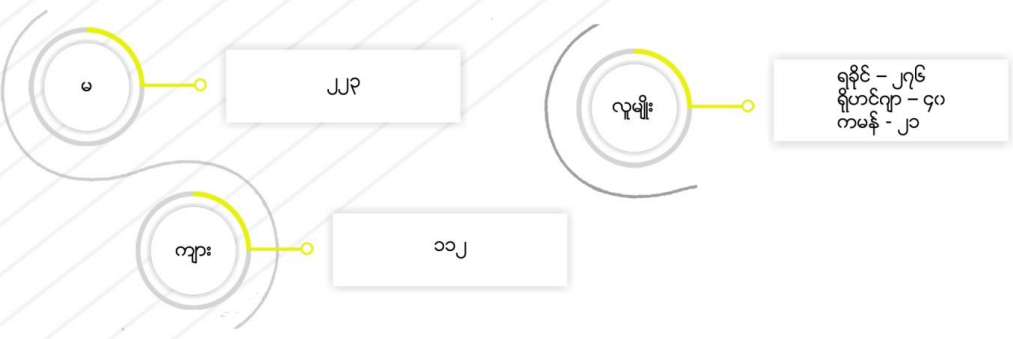 မ
၂၂၃
ကျား
၁၁၂
လူမျိုး
ရခိုင် – ၂၇၆
ရိုဟင်ဂျာ – ၄၀
ကမန် - ၂၁